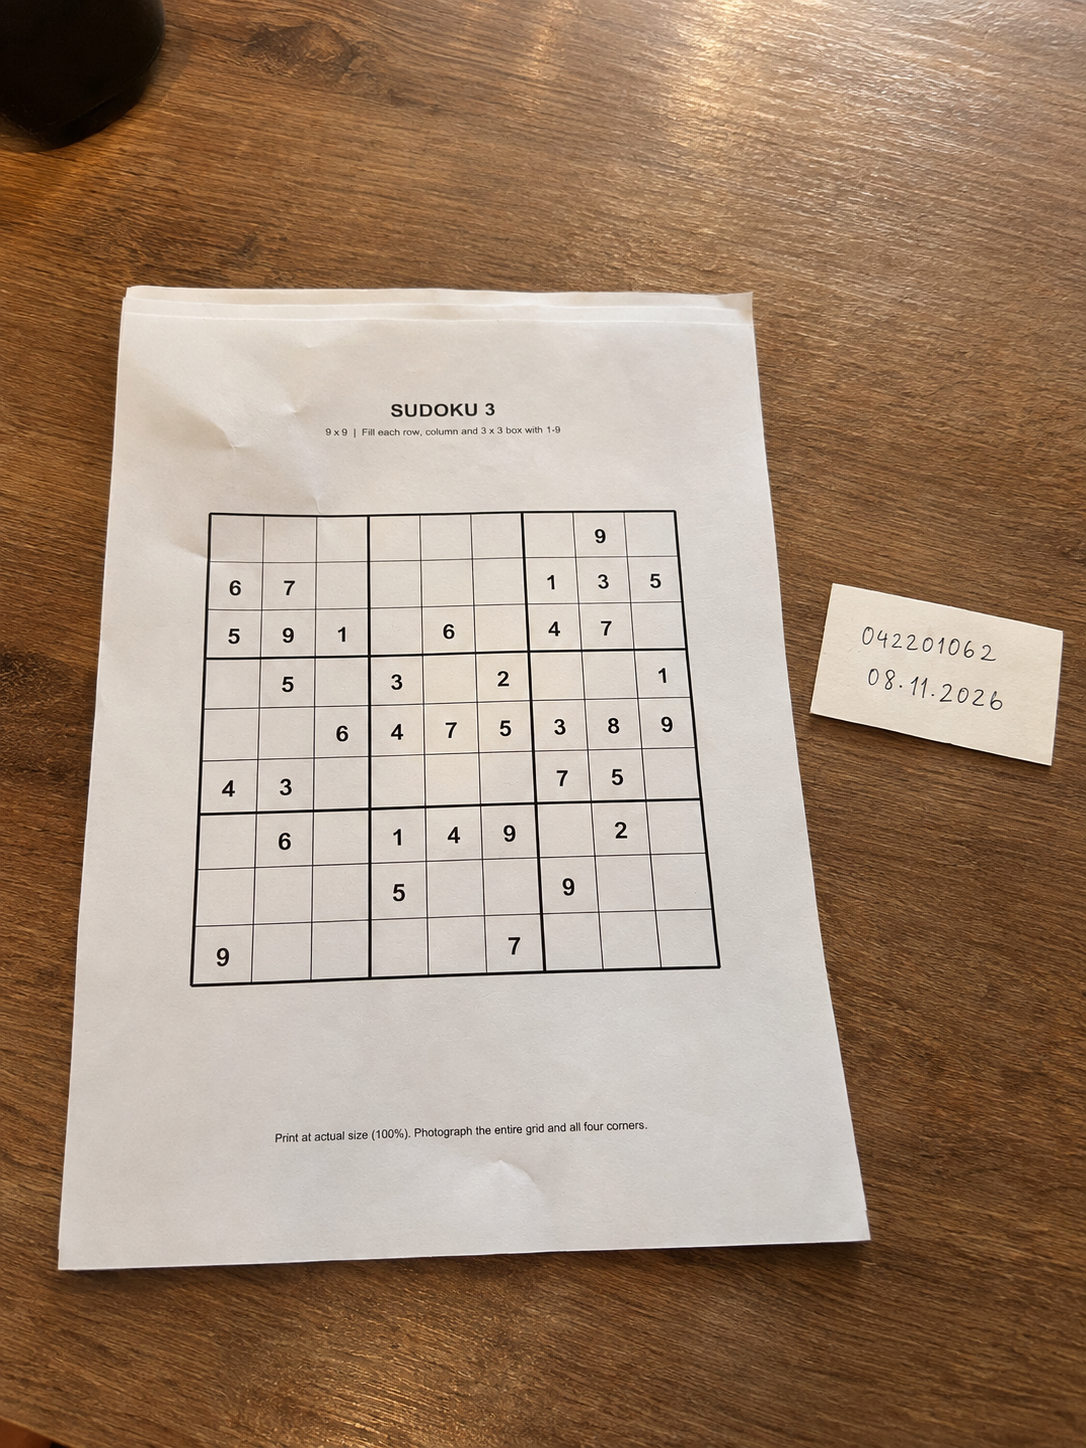 SUDOKU 3
9 x 9 | Fill each row, column and 3 x 3 box with 1-9
9
6 7 1 3 5
5 9 1 6 4 7
5 3 2 1
6 4 7 5 3 8 9
4 3 7 5
6 1 4 9 2
5 9
9 7
Print at actual size (100%). Photograph the entire grid and all four corners.
042201062
08.11.2026